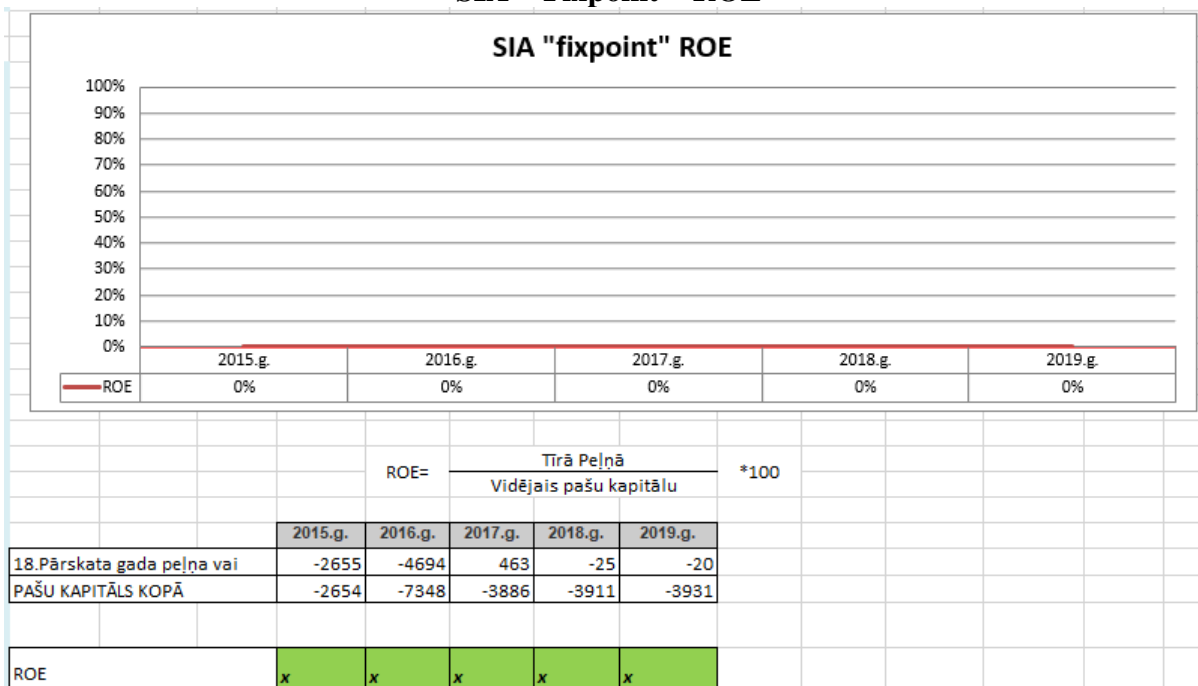 SIA "fixpoint" ROE
100%
90%
80%
70%
60%
50%
40%
30%
20%
10%
0%
2015.g. 2016.g. 2017.g. 2018.g. 2019.g.
ROE 0% 0% 0% 0% 0%
ROE= Tīrā Peļņā *100
Vidējais pašu kapitālu
2015.g. 2016.g. 2017.g. 2018.g. 2019.g.
18.Pārskata gada peļņa vai -2655 -4694 463 -25 -20
PAŠU KAPITĀLS KOPĀ -2654 -7348 -3886 -3911 -3931
ROE x x x x x